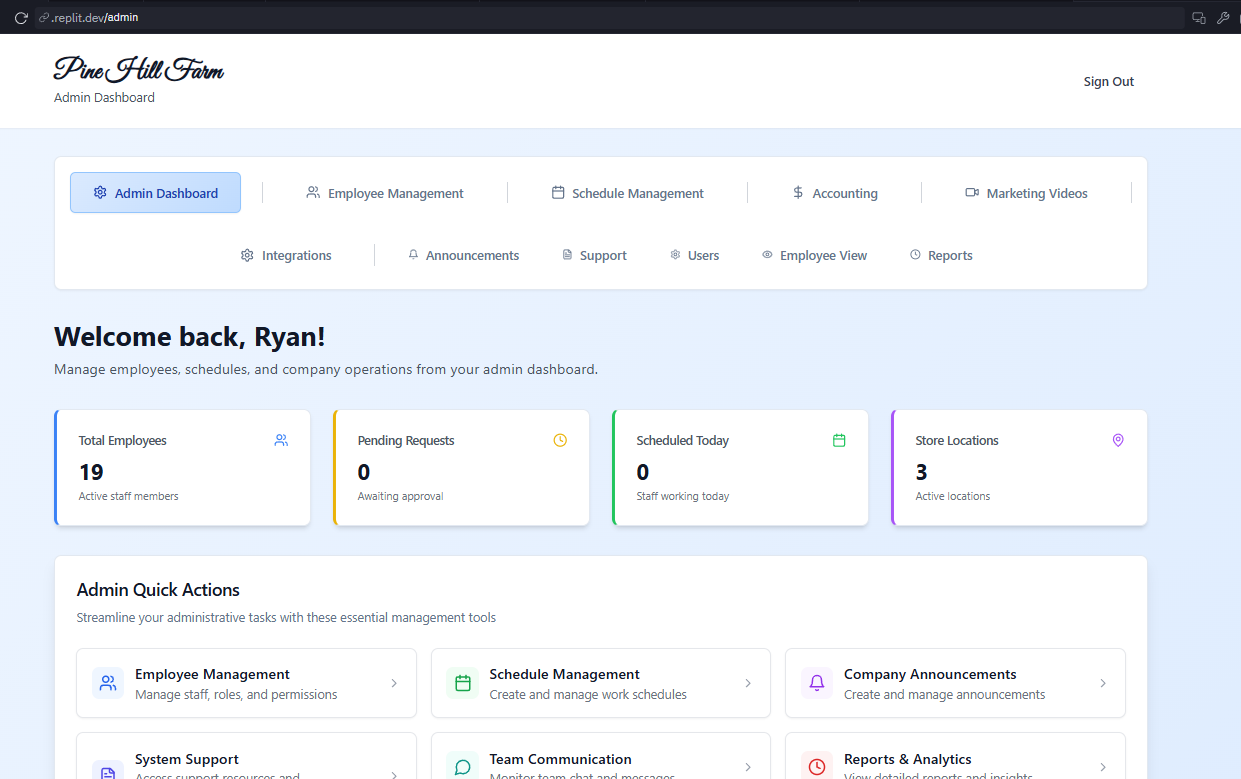 .replit.dev/admin
Pine Hill Farm
Admin Dashboard
Sign Out
Admin Dashboard
Employee Management
Schedule Management
Accounting
Marketing Videos
Integrations
Announcements
Support
Users
Employee View
Reports
Welcome back, Ryan!
Manage employees, schedules, and company operations from your admin dashboard.
Total Employees
19
Active staff members
Pending Requests
0
Awaiting approval
Scheduled Today
0
Staff working today
Store Locations
3
Active locations
Admin Quick Actions
Streamline your administrative tasks with these essential management tools
Employee Management
Manage staff, roles, and permissions
Schedule Management
Create and manage work schedules
Company Announcements
Create and manage announcements
System Support
Access support resources and
Team Communication
Monitor team chat and messages
Reports & Analytics
View detailed reports and insights